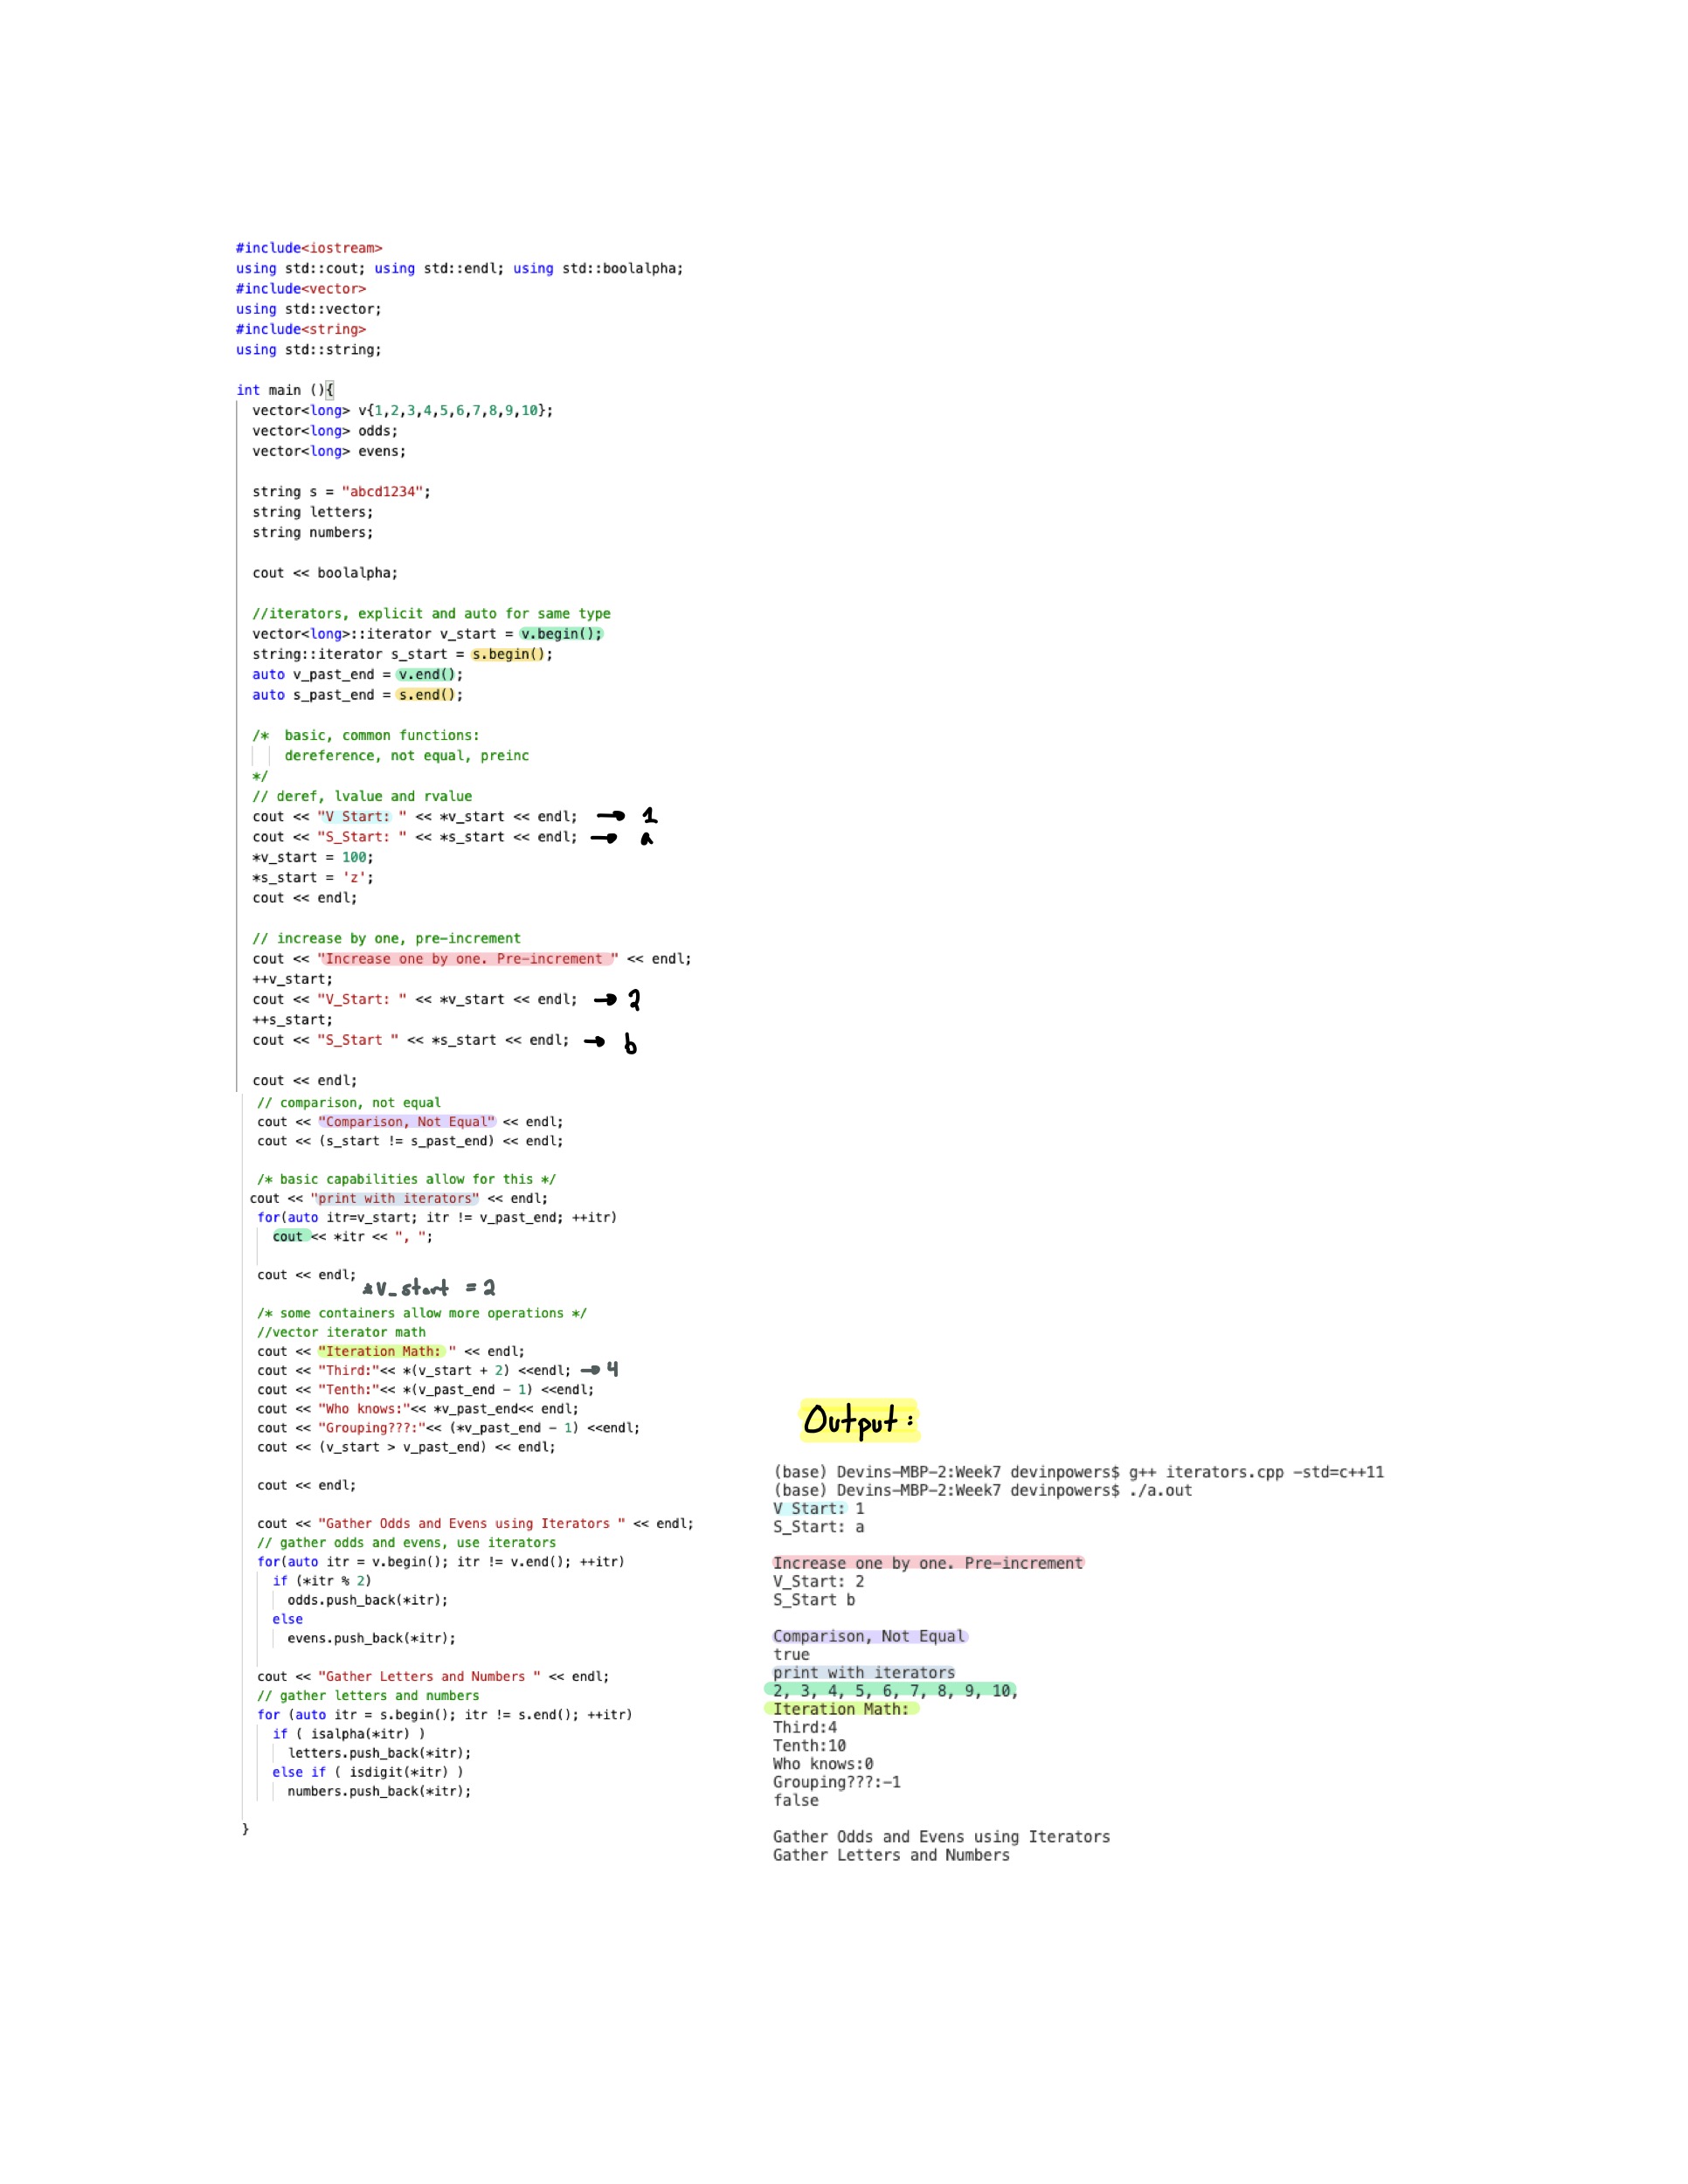 #include<iostream>
using std::cout; using std::endl; using std::boolalpha;
#include<vector>
using std::vector;
#include<string>
using std::string;
int main (){
vector<long> v{1,2,3,4,5,6,7,8,9,10};
vector<long> odds;
vector<long> evens;
string s = "abcd1234";
string letters;
string numbers;
cout << boolalpha;
//iterators, explicit and auto for same type
vector<long>::iterator v_start = v.begin();
string::iterator s_start = s.begin();
auto v_past_end = v.end();
auto s_past_end = s.end();
/*  basic, common functions:
dereference, not equal, preinc
*/
// deref, lvalue and rvalue
cout << "V Start: " << *v_start << endl; → 1
cout << "S_Start: " << *s_start << endl; → a
*v_start = 100;
*s_start = 'z';
cout << endl;
// increase by one, pre-increment
cout << "Increase one by one. Pre-increment " << endl;
++v_start;
cout << "V_Start: " << *v_start << endl; → 2
++s_start;
cout << "S_Start " << *s_start << endl; → b
cout << endl;
// comparison, not equal
cout << "Comparison, Not Equal" << endl;
cout << (s_start != s_past_end) << endl;
/* basic capabilities allow for this */
cout << "print with iterators" << endl;
for(auto itr=v_start; itr != v_past_end; ++itr)
cout << *itr << ", ";
cout << endl;
*v_start = 2
/* some containers allow more operations */
//vector iterator math
cout << "Iteration Math: " << endl;
cout << "Third:"<< *(v_start + 2) <<endl; → 4
cout << "Tenth:"<< *(v_past_end - 1) <<endl;
cout << "Who knows:"<< *v_past_end<< endl;
cout << "Grouping???:"<< (*v_past_end - 1) <<endl;
cout << (v_start > v_past_end) << endl;
cout << endl;
cout << "Gather Odds and Evens using Iterators " << endl;
// gather odds and evens, use iterators
for(auto itr = v.begin(); itr != v.end(); ++itr)
if (*itr % 2)
odds.push_back(*itr);
else
evens.push_back(*itr);
cout << "Gather Letters and Numbers " << endl;
// gather letters and numbers
for (auto itr = s.begin(); itr != s.end(); ++itr)
if ( isalpha(*itr) )
letters.push_back(*itr);
else if ( isdigit(*itr) )
numbers.push_back(*itr);
}
Output:
(base) Devins-MBP-2:Week7 devinpowers$ g++ iterators.cpp -std=c++11
(base) Devins-MBP-2:Week7 devinpowers$ ./a.out
V Start: 1
S_Start: a
Increase one by one. Pre-increment
V_Start: 2
S_Start b
Comparison, Not Equal
true
print with iterators
2, 3, 4, 5, 6, 7, 8, 9, 10,
Iteration Math:
Third:4
Tenth:10
Who knows:0
Grouping???:-1
false
Gather Odds and Evens using Iterators
Gather Letters and Numbers